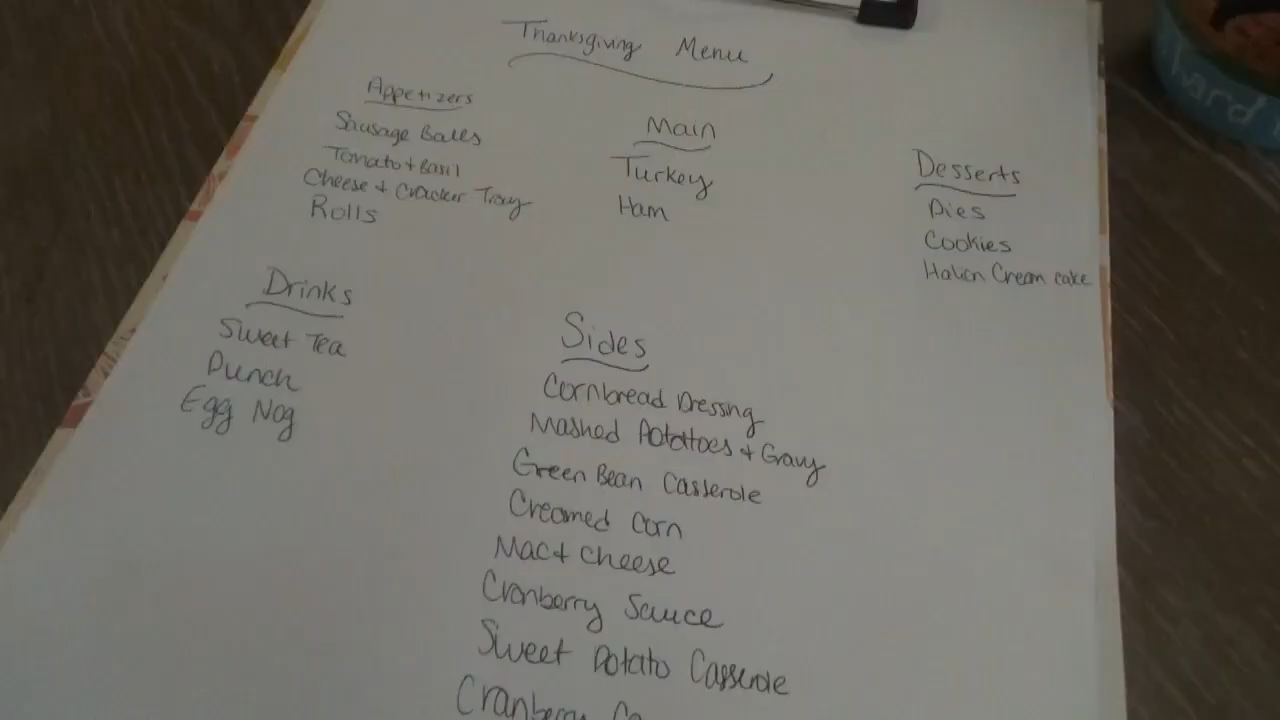 Thanksgiving Menu
Appetizers
Sausage Balls
Tomato + Basil
Cheese + Cracker Tray
Rolls
Main
Turkey
Ham
Desserts
Pies
Cookies
Italian Cream cake
Drinks
Sweet Tea
Punch
Egg Nog
Sides
Cornbread Dressing
Mashed Potattoes + Gravy
Green Bean Casserole
Creamed Corn
Mac + Cheese
Cranberry Sauce
Sweet Potato Casserole
Cranberry